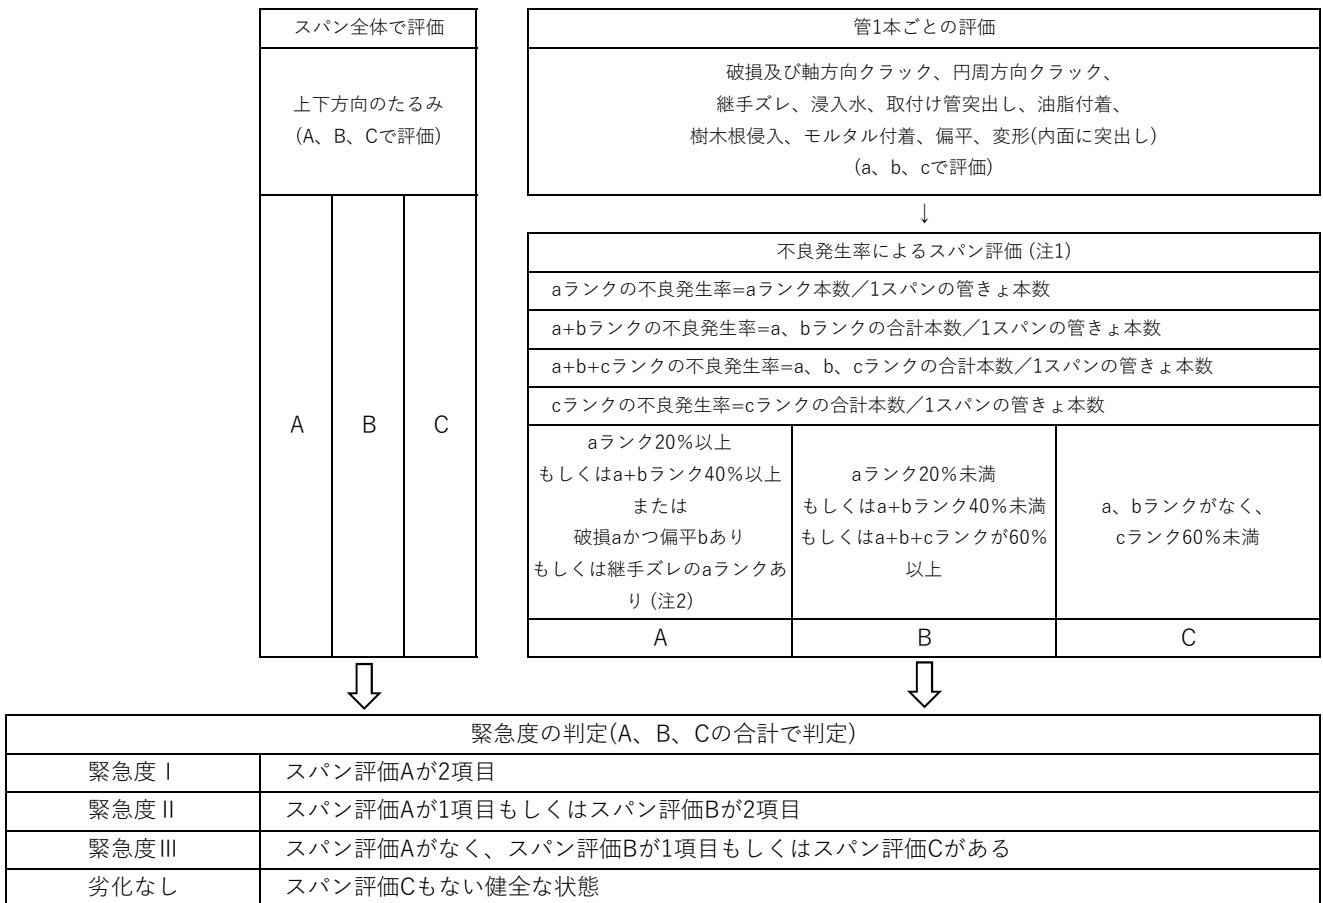 スパン全体で評価
上下方向のたるみ
(A、B、Cで評価)
A
B
C
管1本ごとの評価
破損及び軸方向クラック、円周方向クラック、
継手ズレ、浸入水、取付け管突出し、油脂付着、
樹木根侵入、モルタル付着、偏平、変形(内面に突出し)
(a、b、cで評価)
↓
不良発生率によるスパン評価 (注1)
aランクの不良発生率=aランク本数／1スパンの管きょ本数
a+bランクの不良発生率=a、bランクの合計本数／1スパンの管きょ本数
a+b+cランクの不良発生率=a、b、cランクの合計本数／1スパンの管きょ本数
cランクの不良発生率=cランクの合計本数／1スパンの管きょ本数
aランク20%以上
もしくはa+bランク40%以上
または
破損aかつ偏平bあり
もしくは継手ズレのaランクあ
り (注2)
aランク20%未満
もしくはa+bランク40%未満
もしくはa+b+cランクが60%
以上
a、bランクがなく、
cランク60%未満
A
B
C
緊急度の判定(A、B、Cの合計で判定)
緊急度Ⅰ
スパン評価Aが2項目
緊急度Ⅱ
スパン評価Aが1項目もしくはスパン評価Bが2項目
緊急度Ⅲ
スパン評価Aがなく、スパン評価Bが1項目もしくはスパン評価Cがある
劣化なし
スパン評価Cもない健全な状態